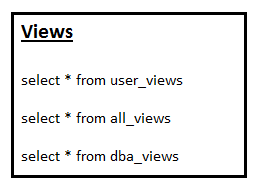 Views
select * from user_views
select * from all_views
select * from dba_views